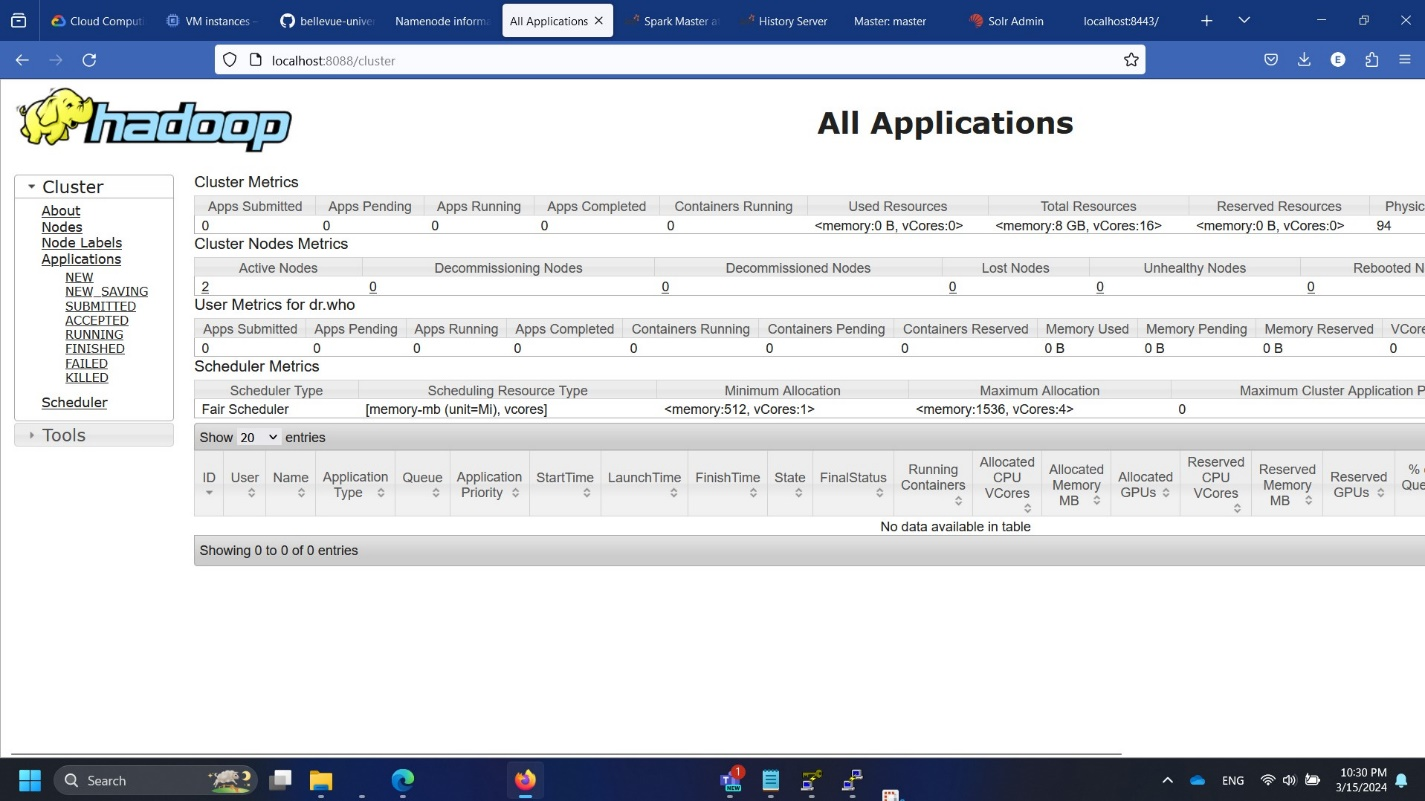 Cloud Computi
VM instances –
bellevue-univer
Namenode informa
All Applications
Spark Master at
History Server
Master: master
Solr Admin
localhost:8443/
localhost:8088/cluster
E
hadoop
All Applications
Cluster
About
Nodes
Node Labels
Applications
NEW
NEW_SAVING
SUBMITTED
ACCEPTED
RUNNING
FINISHED
FAILED
KILLED
Scheduler
Tools
Cluster Metrics
Apps Submitted Apps Pending Apps Running Apps Completed Containers Running Used Resources Total Resources Reserved Resources Physic
0 0 0 0 0 <memory:0 B, vCores:0> <memory:8 GB, vCores:16> <memory:0 B, vCores:0> 94
Cluster Nodes Metrics
Active Nodes Decommissioning Nodes Decommissioned Nodes Lost Nodes Unhealthy Nodes Rebooted N
2 0 0 0 0 0
User Metrics for dr.who
Apps Submitted Apps Pending Apps Running Apps Completed Containers Running Containers Pending Containers Reserved Memory Used Memory Pending Memory Reserved VCore
0 0 0 0 0 0 0 0 B 0 B 0 B 0
Scheduler Metrics
Scheduler Type Scheduling Resource Type Minimum Allocation Maximum Allocation Maximum Cluster Application P
Fair Scheduler [memory-mb (unit=Mi), vcores] <memory:512, vCores:1> <memory:1536, vCores:4> 0
Show 20 entries
ID User Name Application Type Queue Application Priority StartTime LaunchTime FinishTime State FinalStatus Running Containers Allocated CPU VCores Allocated Memory MB Allocated GPUs Reserved CPU VCores Reserved Memory MB Reserved GPUs % Que
No data available in table
Showing 0 to 0 of 0 entries
Search
1
NEW
ENG
10:30 PM
3/15/2024